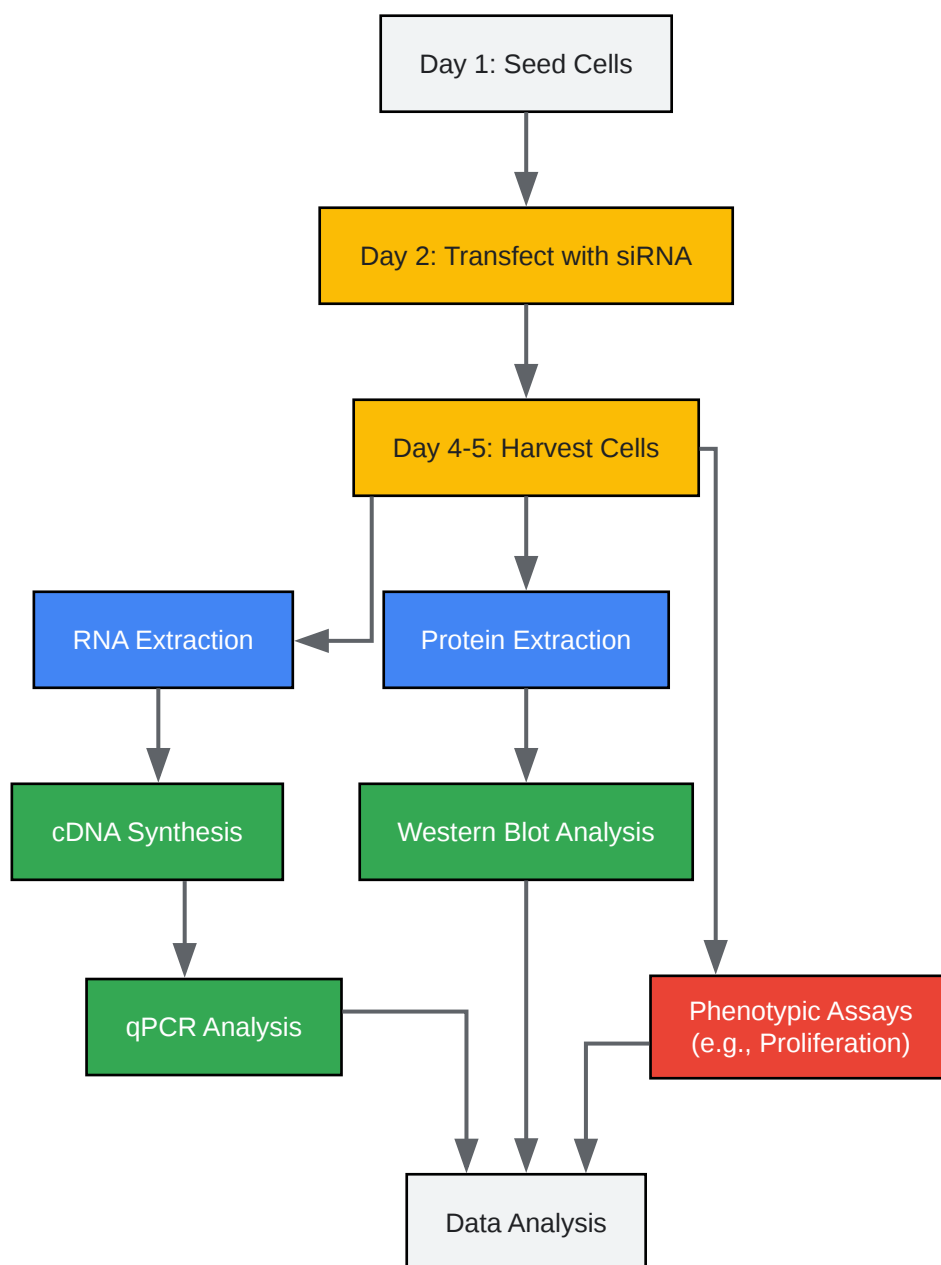 Day 1: Seed Cells
Day 2: Transfect with siRNA
Day 4-5: Harvest Cells
RNA Extraction
Protein Extraction
cDNA Synthesis
Western Blot Analysis
qPCR Analysis
Phenotypic Assays
(e.g., Proliferation)
Data Analysis